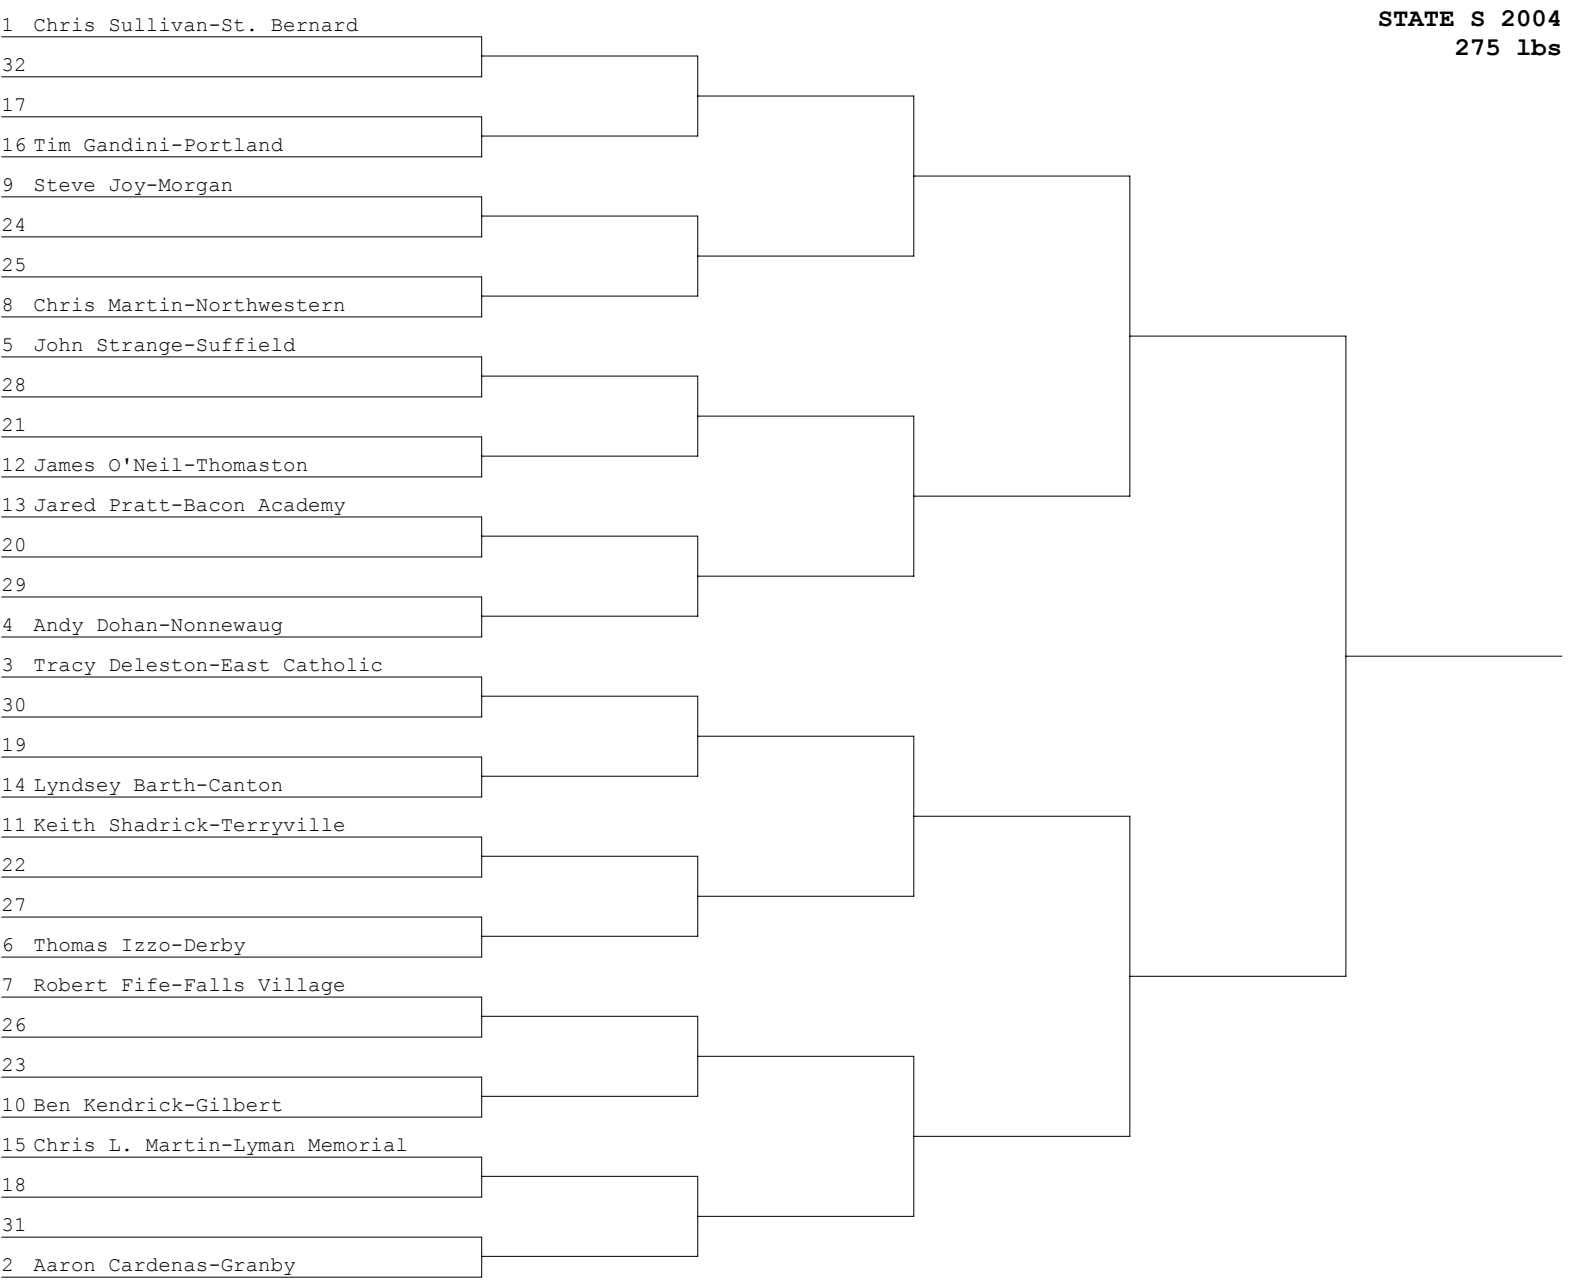 STATE S 2004
275 lbs
1 Chris Sullivan-St. Bernard
32
17
16 Tim Gandini-Portland
9 Steve Joy-Morgan
24
25
8 Chris Martin-Northwestern
5 John Strange-Suffield
28
21
12 James O'Neil-Thomaston
13 Jared Pratt-Bacon Academy
20
29
4 Andy Dohan-Nonnewaug
3 Tracy Deleston-East Catholic
30
19
14 Lyndsey Barth-Canton
11 Keith Shadrick-Terryville
22
27
6 Thomas Izzo-Derby
7 Robert Fife-Falls Village
26
23
10 Ben Kendrick-Gilbert
15 Chris L. Martin-Lyman Memorial
18
31
2 Aaron Cardenas-Granby